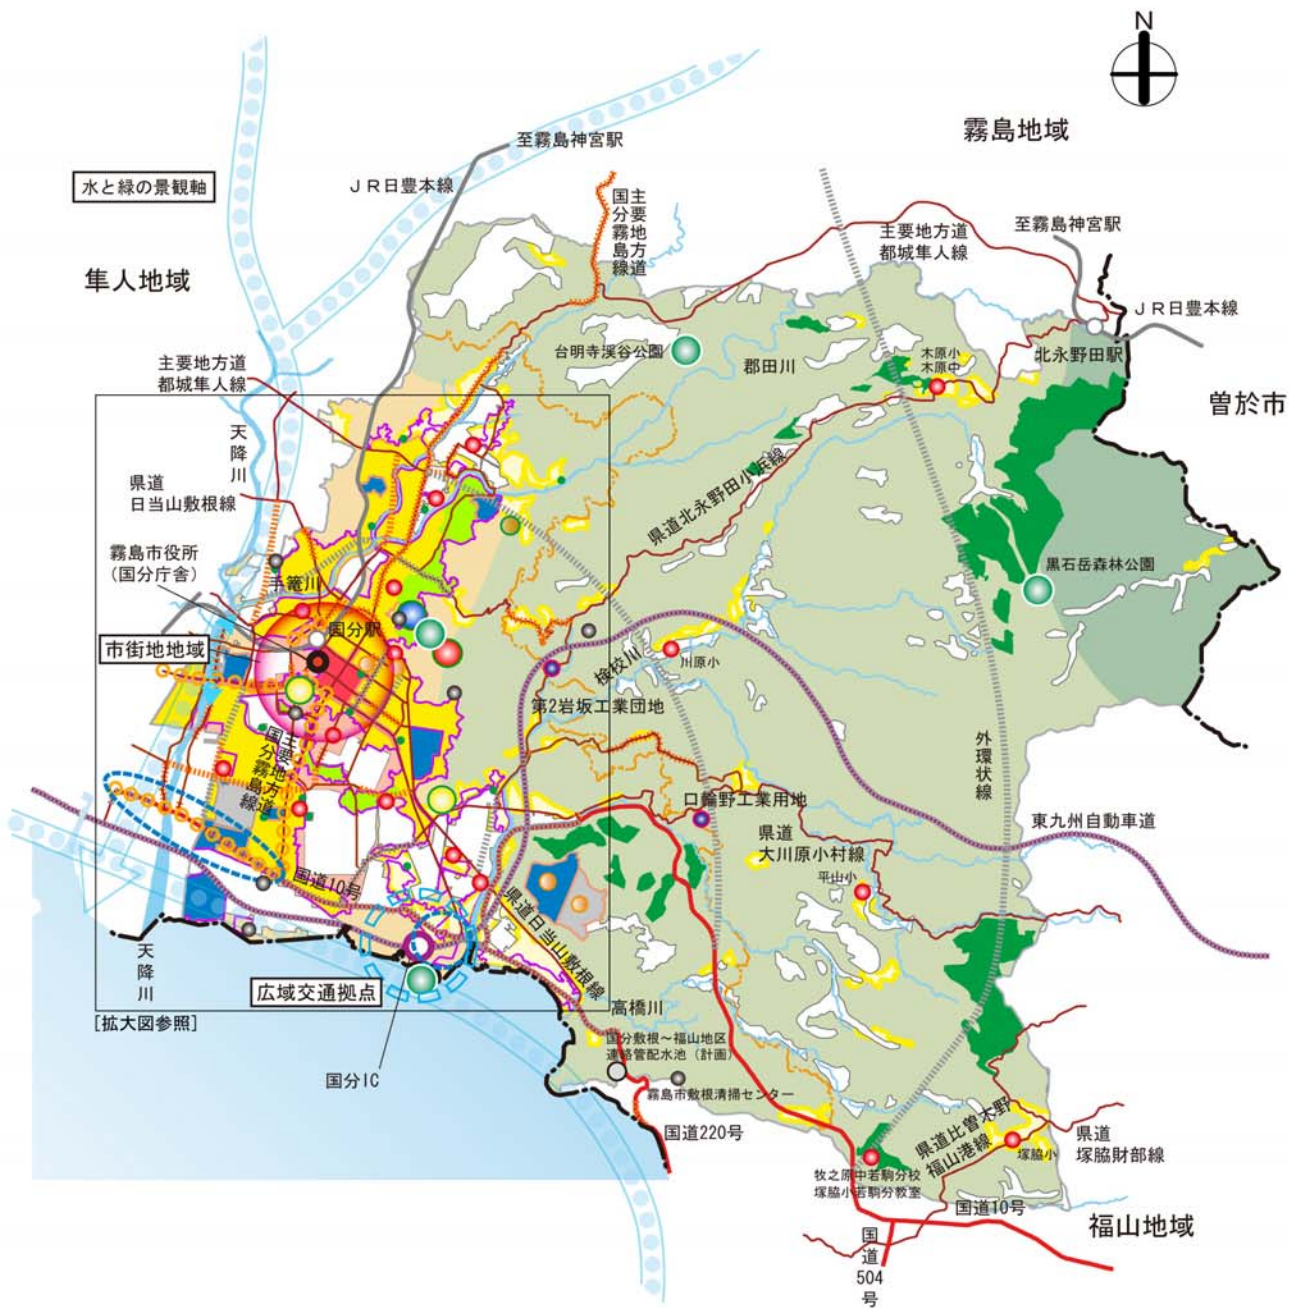 N
霧島地域
至霧島神宮駅
水と緑の景観軸
JR日豊本線
主要地方道
国分霧島線
主要地方道
都城隼人線
至霧島神宮駅
隼人地域
JR日豊本線
主要地方道
都城隼人線
台明寺渓谷公園
郡田川
木原小
木原中
北永野田駅
曽於市
天降川
県道
日当山敷根線
県道北永野田小浜線
霧島市役所
(国分庁舎)
手篭川
黒石岳森林公園
国分駅
市街地地域
検校川
川原小
第2岩坂工業団地
主要地方道
国分霧島線
外環状線
口輪野工業用地
東九州自動車道
県道
大川原小村線
平山小
国道10号
県道日当山敷根線
天降川
広域交通拠点
高橋川
[拡大図参照]
国分敷根〜福山地区
連絡管配水池(計画)
国分IC
霧島市敷根清掃センター
国道220号
県道比曽木野
福山港線
塚脇小
県道
塚脇財部線
牧之原中若駒分校
塚脇小若駒分教室
国道10号
福山地域
国道
504
号